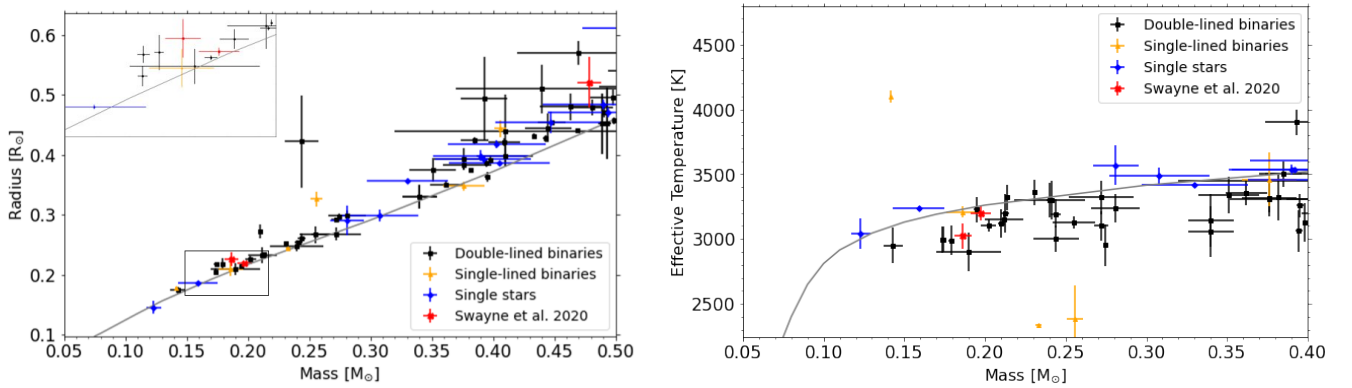 0.6
0.5
0.4
0.3
0.2
0.1
Radius [R☉]
0.05 0.10 0.15 0.20 0.25 0.30 0.35 0.40 0.45 0.50
Mass [M☉]
Double-lined binaries
Single-lined binaries
Single stars
Swayne et al. 2020
4500
4000
3500
3000
2500
Effective Temperature [K]
0.05 0.10 0.15 0.20 0.25 0.30 0.35 0.40
Mass [M☉]
Double-lined binaries
Single-lined binaries
Single stars
Swayne et al. 2020